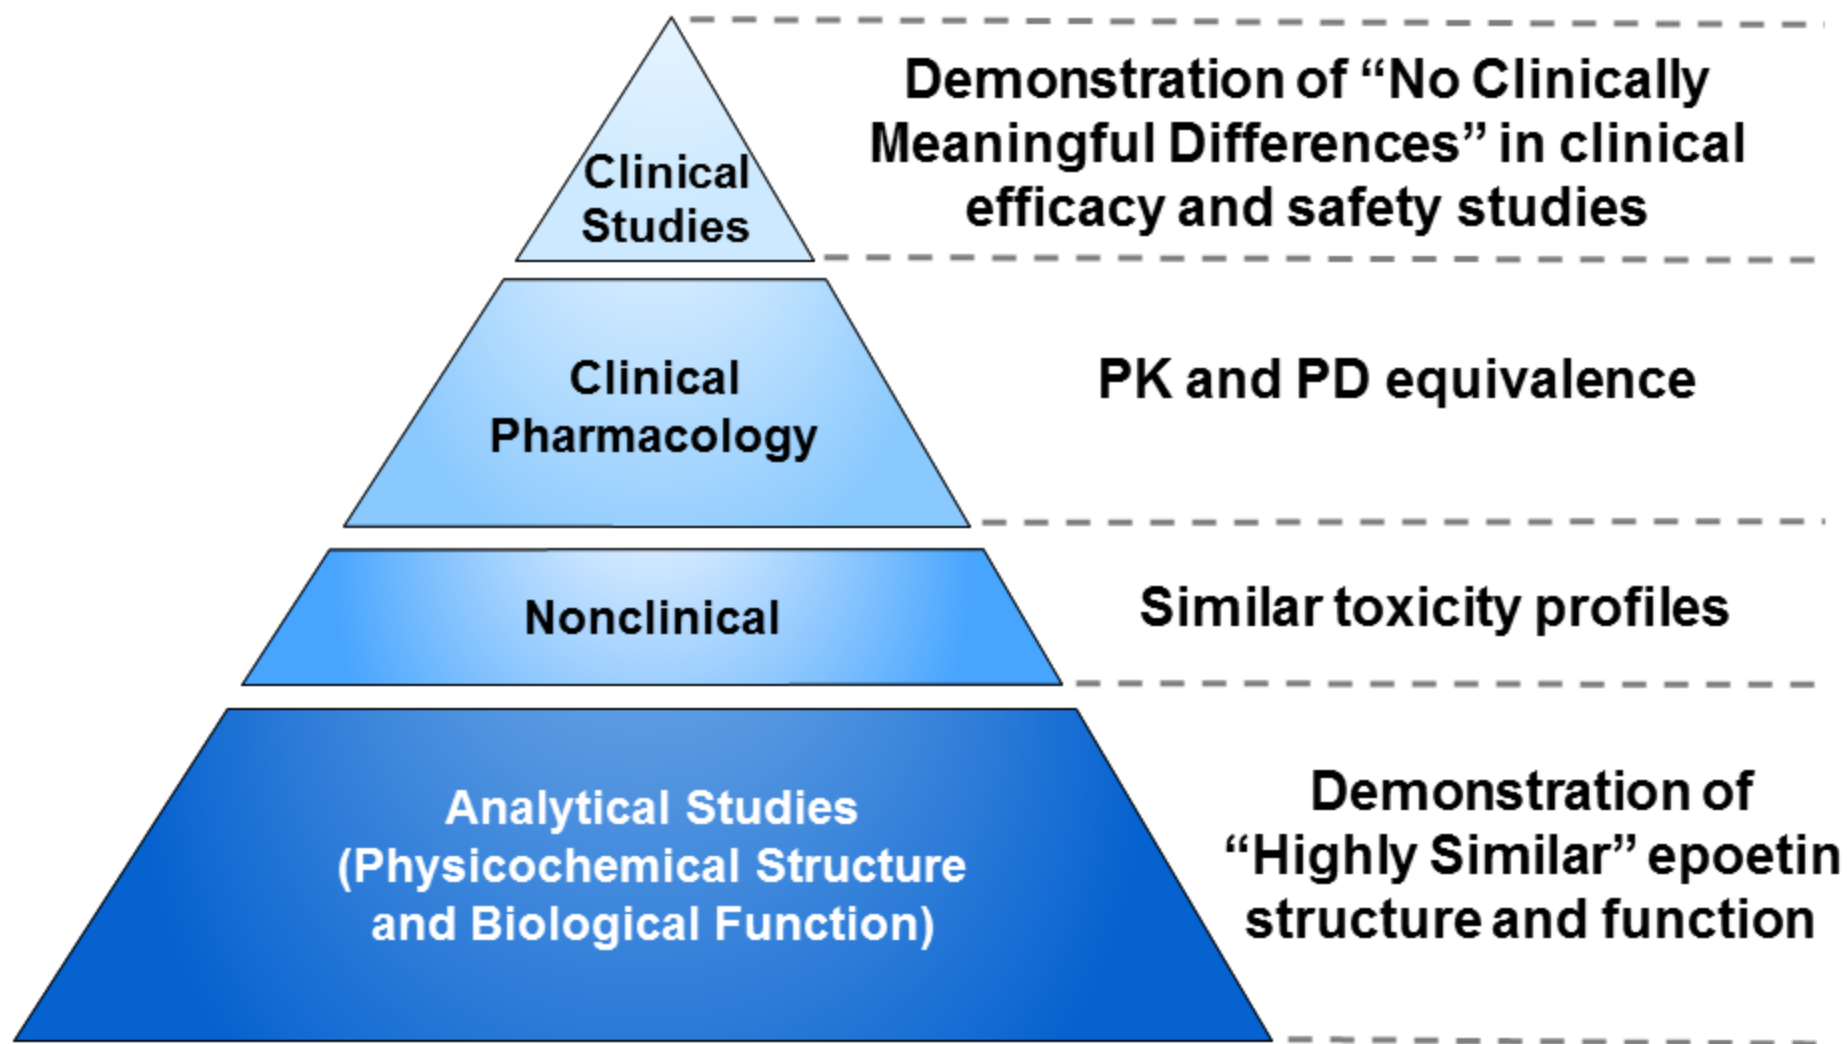 Clinical
Studies
Demonstration of “No Clinically
Meaningful Differences” in clinical
efficacy and safety studies
Clinical
Pharmacology
PK and PD equivalence
Nonclinical
Similar toxicity profiles
Analytical Studies
(Physicochemical Structure
and Biological Function)
Demonstration of
“Highly Similar” epoetin
structure and function